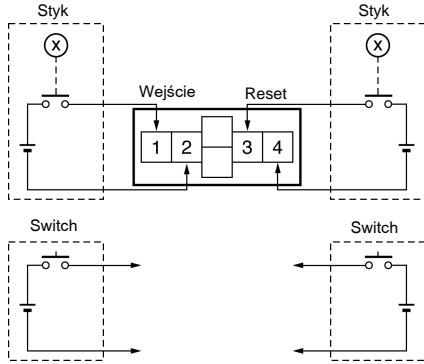 Styk
Styk
X
X
Wejście
Reset
1
2
3
4
Switch
Switch